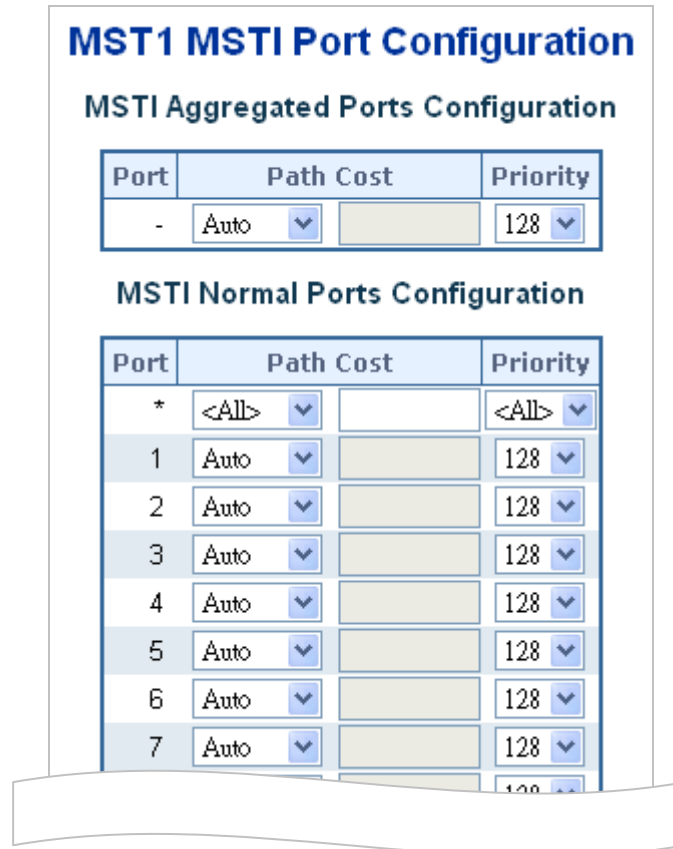 MST1 MSTI Port Configuration
MSTI Aggregated Ports Configuration
Port Path Cost Priority
- Auto 128
MSTI Normal Ports Configuration
Port Path Cost Priority
* <All> <All>
1 Auto 128
2 Auto 128
3 Auto 128
4 Auto 128
5 Auto 128
6 Auto 128
7 Auto 128